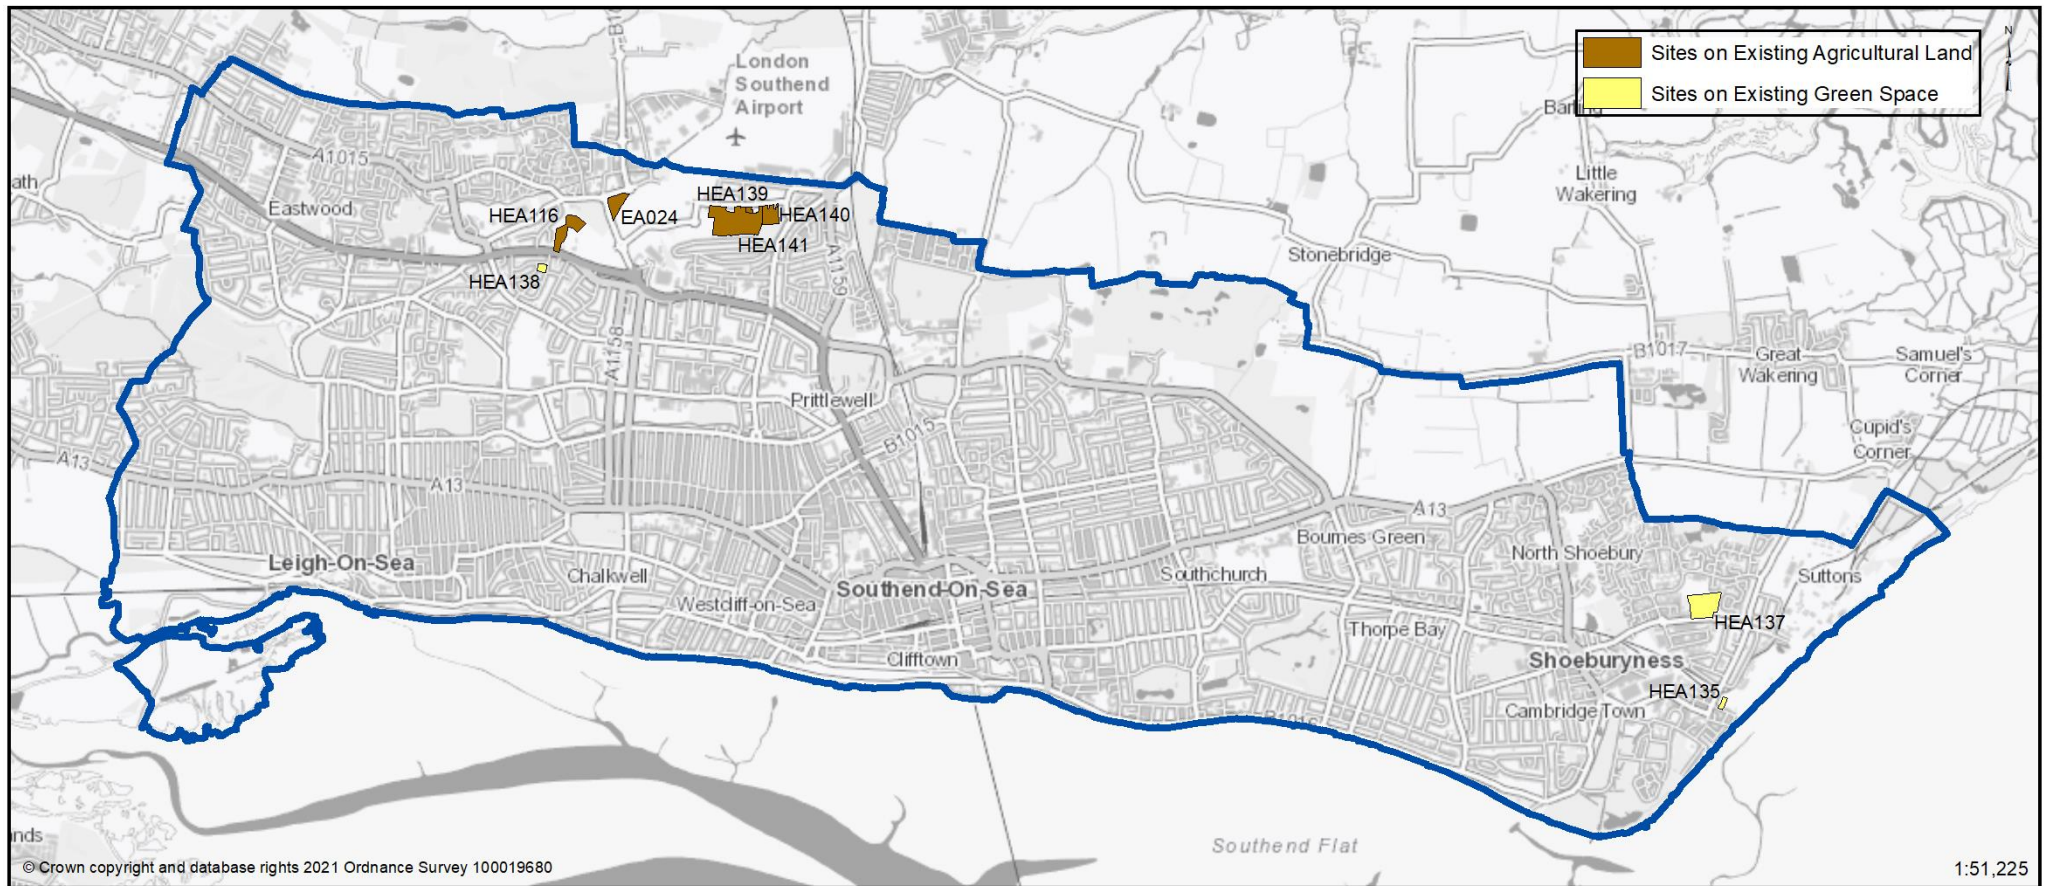 Sites on Existing Agricultural Land
Sites on Existing Green Space
N
London
Southend
Airport
Little
Wakering
A1015
Eastwood
HEA116
EA024
HEA139
HEA140
HEA141
HEA138
A1159
Stonebridge
A1158
B1017
Great
Wakering
Samuel's
Corner
Prittlewell
B1015
Cupid's
Corner
A13
A13
A13
Bournes Green
North Shoebury
Leigh-On-Sea
Chalkwell
Southend-On-Sea
Southchurch
Suttons
Westcliff-on-Sea
HEA137
Thorpe Bay
Clifftown
Shoeburyness
HEA135
Cambridge Town
B1016
Southend Flat
© Crown copyright and database rights 2021 Ordnance Survey 100019680
1:51,225